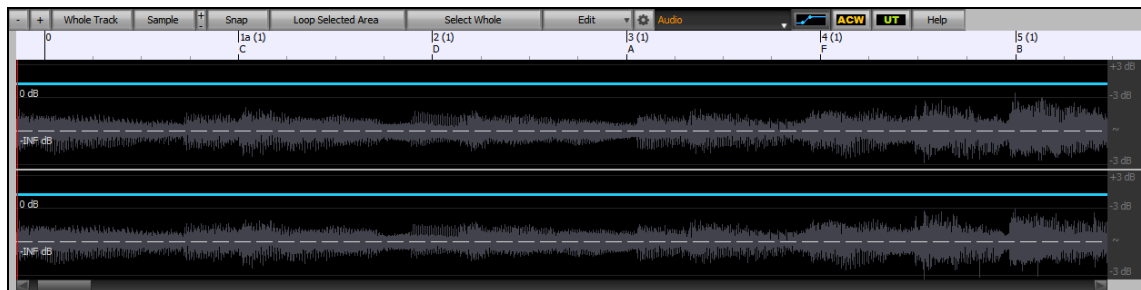 - + Whole Track Sample + - Snap Loop Selected Area Select Whole Edit Audio ACW UT Help
0 1a (1) 2 (1) 3 (1) 4 (1) 5 (1)
C D A F B
+3 dB
0 dB -3 dB
~
-INF dB
-3 dB
+3 dB
0 dB -3 dB
~
-INF dB
-3 dB